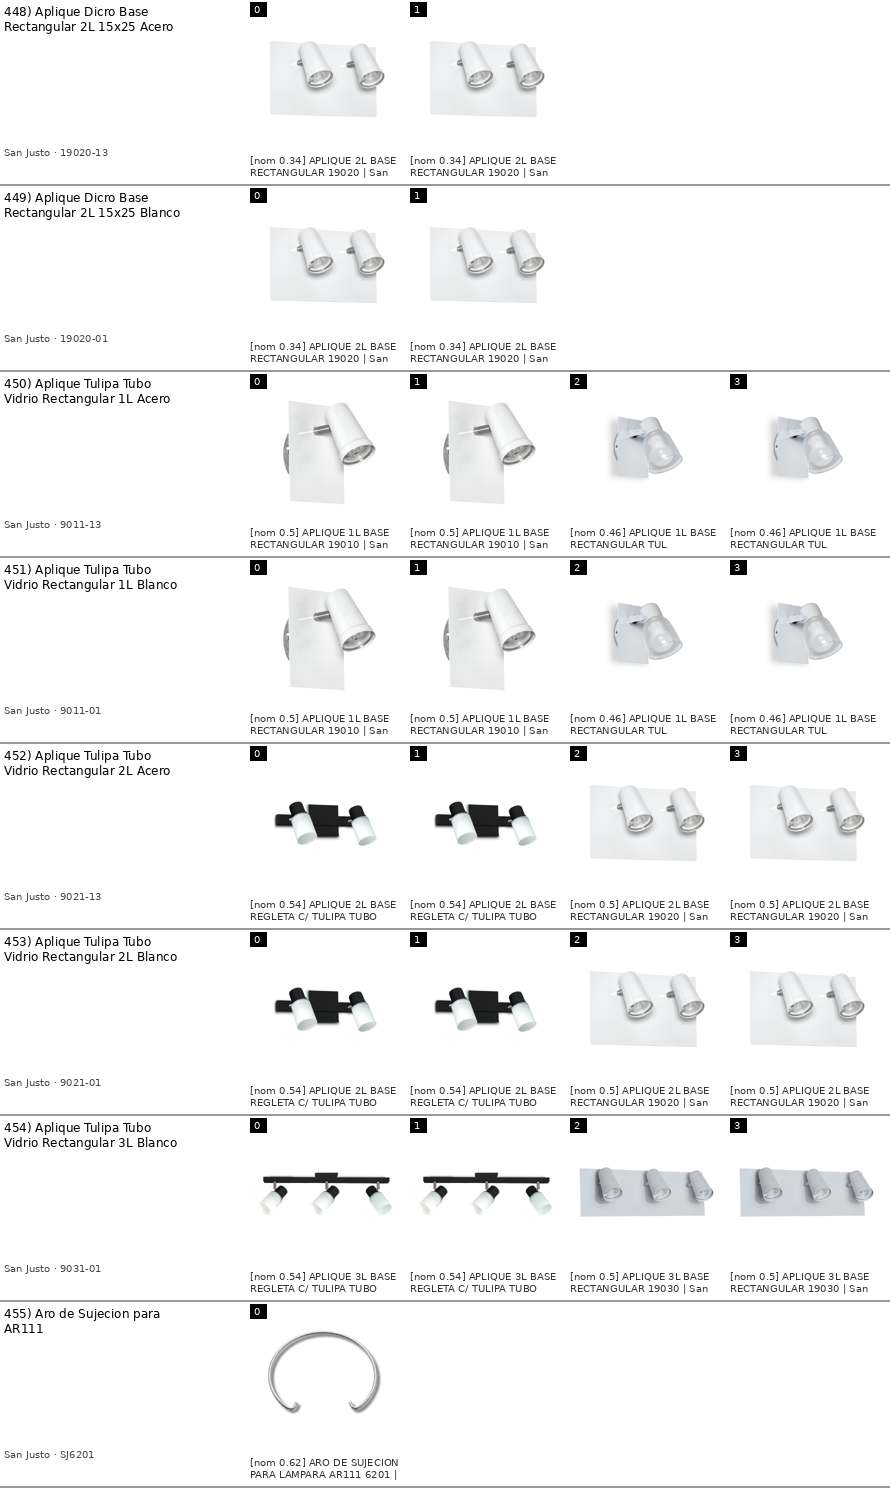 448) Aplique Dicro Base
Rectangular 2L 15x25 Acero
San Justo · 19020-13
0
[nom 0.34] APLIQUE 2L BASE
RECTANGULAR 19020 | San
1
[nom 0.34] APLIQUE 2L BASE
RECTANGULAR 19020 | San
449) Aplique Dicro Base
Rectangular 2L 15x25 Blanco
San Justo · 19020-01
0
[nom 0.34] APLIQUE 2L BASE
RECTANGULAR 19020 | San
1
[nom 0.34] APLIQUE 2L BASE
RECTANGULAR 19020 | San
450) Aplique Tulipa Tubo
Vidrio Rectangular 1L Acero
San Justo · 9011-13
0
[nom 0.5] APLIQUE 1L BASE
RECTANGULAR 19010 | San
1
[nom 0.5] APLIQUE 1L BASE
RECTANGULAR 19010 | San
2
[nom 0.46] APLIQUE 1L BASE
RECTANGULAR TUL
3
[nom 0.46] APLIQUE 1L BASE
RECTANGULAR TUL
451) Aplique Tulipa Tubo
Vidrio Rectangular 1L Blanco
San Justo · 9011-01
0
[nom 0.5] APLIQUE 1L BASE
RECTANGULAR 19010 | San
1
[nom 0.5] APLIQUE 1L BASE
RECTANGULAR 19010 | San
2
[nom 0.46] APLIQUE 1L BASE
RECTANGULAR TUL
3
[nom 0.46] APLIQUE 1L BASE
RECTANGULAR TUL
452) Aplique Tulipa Tubo
Vidrio Rectangular 2L Acero
San Justo · 9021-13
0
[nom 0.54] APLIQUE 2L BASE
REGLETA C/ TULIPA TUBO
1
[nom 0.54] APLIQUE 2L BASE
REGLETA C/ TULIPA TUBO
2
[nom 0.5] APLIQUE 2L BASE
RECTANGULAR 19020 | San
3
[nom 0.5] APLIQUE 2L BASE
RECTANGULAR 19020 | San
453) Aplique Tulipa Tubo
Vidrio Rectangular 2L Blanco
San Justo · 9021-01
0
[nom 0.54] APLIQUE 2L BASE
REGLETA C/ TULIPA TUBO
1
[nom 0.54] APLIQUE 2L BASE
REGLETA C/ TULIPA TUBO
2
[nom 0.5] APLIQUE 2L BASE
RECTANGULAR 19020 | San
3
[nom 0.5] APLIQUE 2L BASE
RECTANGULAR 19020 | San
454) Aplique Tulipa Tubo
Vidrio Rectangular 3L Blanco
San Justo · 9031-01
0
[nom 0.54] APLIQUE 3L BASE
REGLETA C/ TULIPA TUBO
1
[nom 0.54] APLIQUE 3L BASE
REGLETA C/ TULIPA TUBO
2
[nom 0.5] APLIQUE 3L BASE
RECTANGULAR 19030 | San
3
[nom 0.5] APLIQUE 3L BASE
RECTANGULAR 19030 | San
455) Aro de Sujecion para
AR111
San Justo · SJ6201
0
[nom 0.62] ARO DE SUJECION
PARA LAMPARA AR111 6201 |